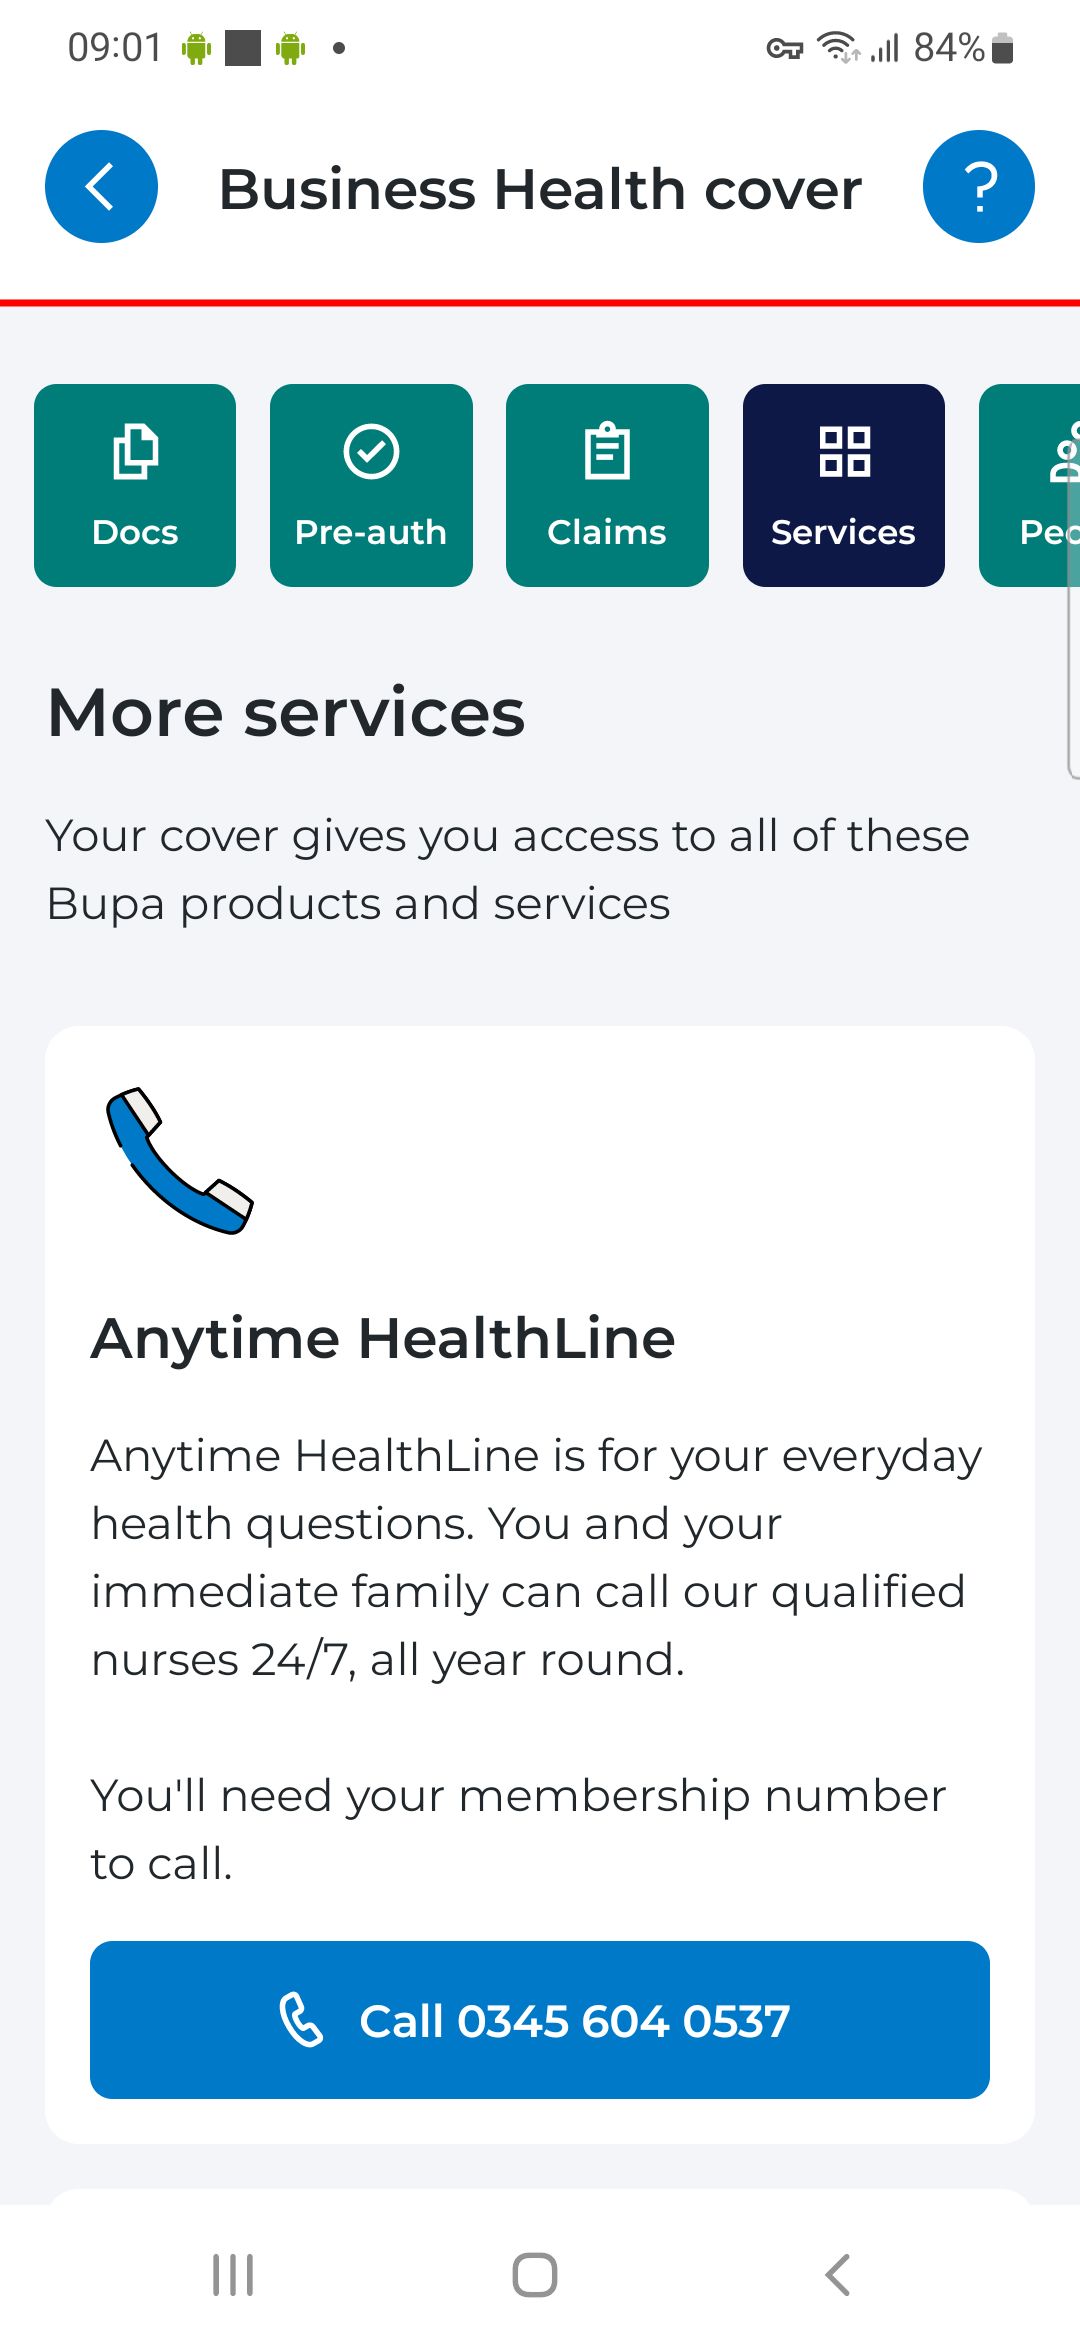 09:01
84%
Business Health cover
?
Docs
Pre-auth
Claims
Services
More services
Your cover gives you access to all of these
Bupa products and services
Anytime HealthLine
Anytime HealthLine is for your everyday
health questions. You and your
immediate family can call our qualified
nurses 24/7, all year round.
You'll need your membership number
to call.
Call 0345 604 0537